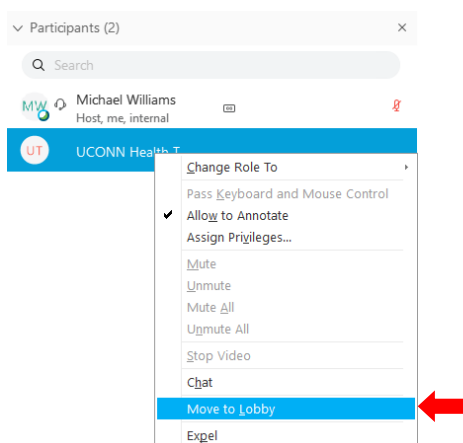 Participants (2)
Search
MW Michael Williams
Host, me, internal
UT UCONN Health T
Change Role To
Pass Keyboard and Mouse Control
Allow to Annotate
Assign Privileges...
Mute
Unmute
Mute All
Unmute All
Stop Video
Chat
Move to Lobby
Expel